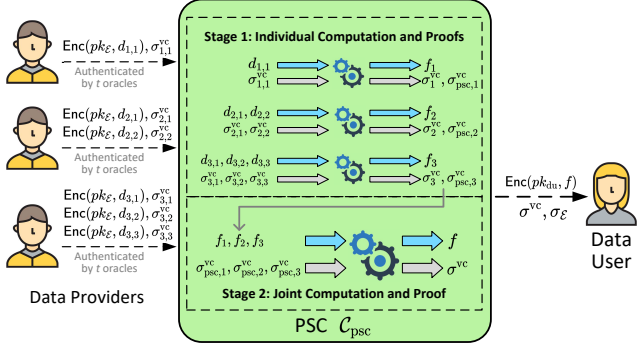 Enc(pk_ℰ, d_{1,1}), σ^{vc}_{1,1}
Authenticated
by t oracles
Enc(pk_ℰ, d_{2,1}), σ^{vc}_{2,1}
Enc(pk_ℰ, d_{2,2}), σ^{vc}_{2,2}
Authenticated
by t oracles
Enc(pk_ℰ, d_{3,1}), σ^{vc}_{3,1}
Enc(pk_ℰ, d_{3,2}), σ^{vc}_{3,2}
Enc(pk_ℰ, d_{3,3}), σ^{vc}_{3,3}
Authenticated
by t oracles
Data Providers
Stage 1: Individual Computation and Proofs
d_{1,1} f_1
σ^{vc}_{1,1} σ^{vc}_1, σ^{vc}_{psc,1}
d_{2,1}, d_{2,2} f_2
σ^{vc}_{2,1}, σ^{vc}_{2,2} σ^{vc}_2, σ^{vc}_{psc,2}
d_{3,1}, d_{3,2}, d_{3,3} f_3
σ^{vc}_{3,1}, σ^{vc}_{3,2}, σ^{vc}_{3,3} σ^{vc}_3, σ^{vc}_{psc,3}
f_1, f_2, f_3 f
σ^{vc}_{psc,1}, σ^{vc}_{psc,2}, σ^{vc}_{psc,3} σ^{vc}
Stage 2: Joint Computation and Proof
PSC 𝒞_{psc}
Enc(pk_{du}, f)
σ^{vc}, σ_ℰ
Data
User